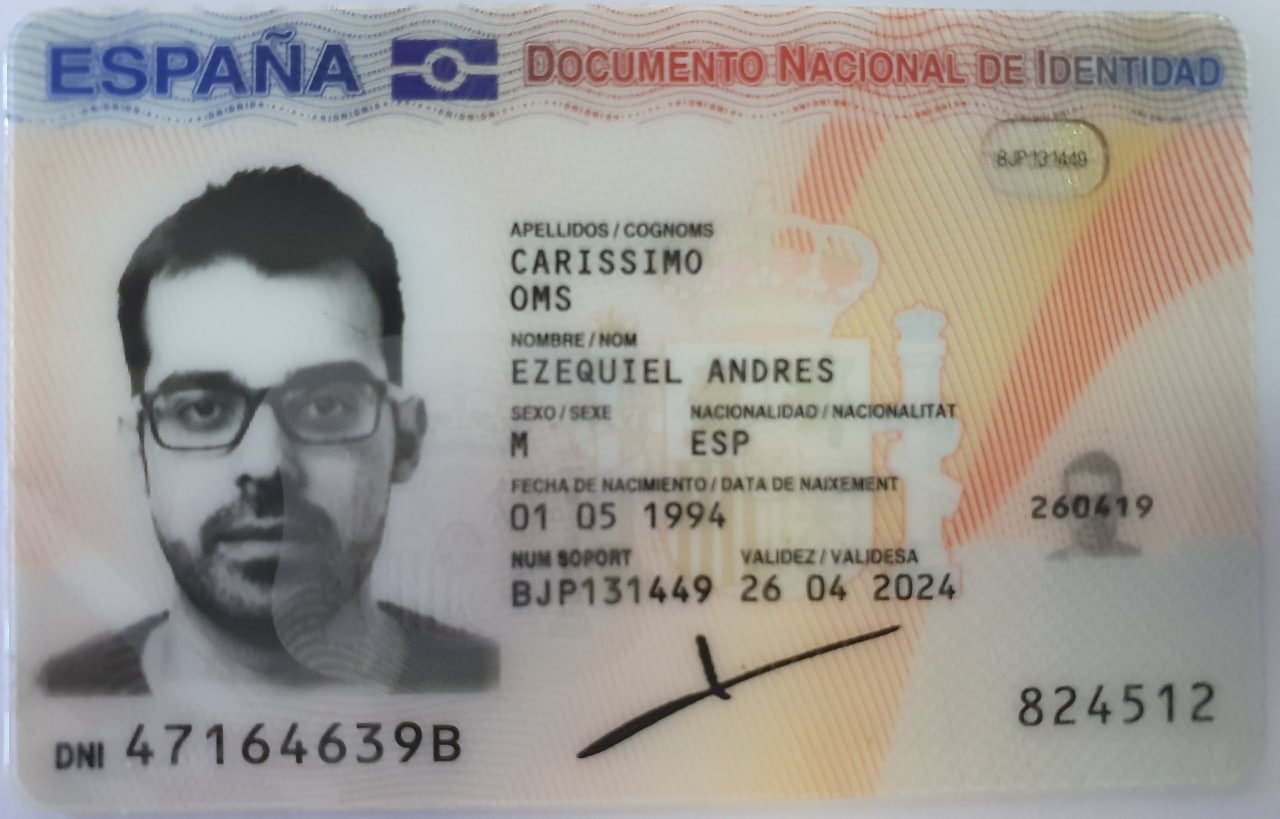 ESPAÑA DOCUMENTO NACIONAL DE IDENTIDAD
BJP131449
APELLIDOS / COGNOMS
CARISSIMO
OMS
NOMBRE / NOM
EZEQUIEL ANDRES
SEXO / SEXE NACIONALIDAD / NACIONALITAT
M ESP
FECHA DE NACIMIENTO / DATA DE NAIXEMENT
01 05 1994
260419
NUM SOPORT VALIDEZ / VALIDESA
BJP131449 26 04 2024
824512
DNI 47164639B